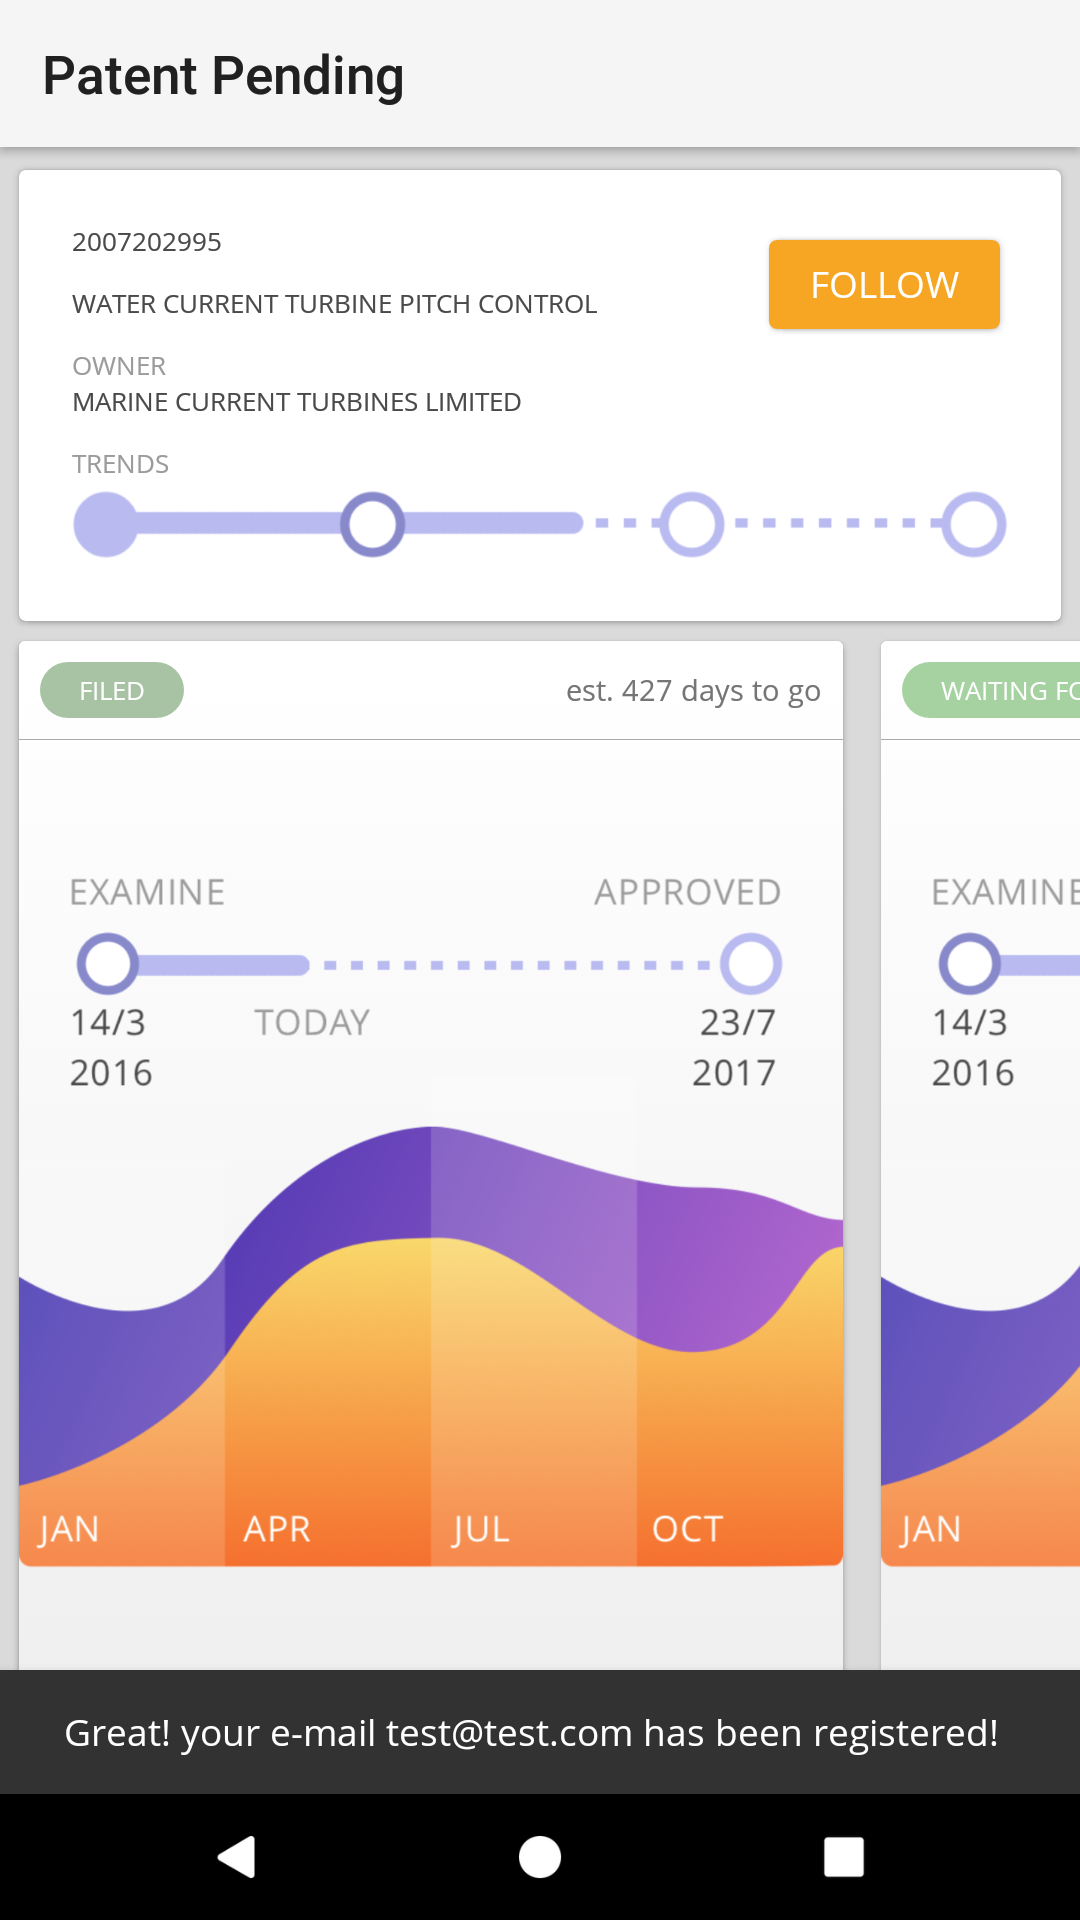 Patent Pending
2007202995
FOLLOW
WATER CURRENT TURBINE PITCH CONTROL
OWNER
MARINE CURRENT TURBINES LIMITED
TRENDS
FILED
est. 427 days to go
WAITING FO
EXAMINE
APPROVED
EXAMINE
14/3
2016
TODAY
23/7
2017
14/3
2016
JAN
APR
JUL
OCT
JAN
Great! your e-mail test@test.com has been registered!